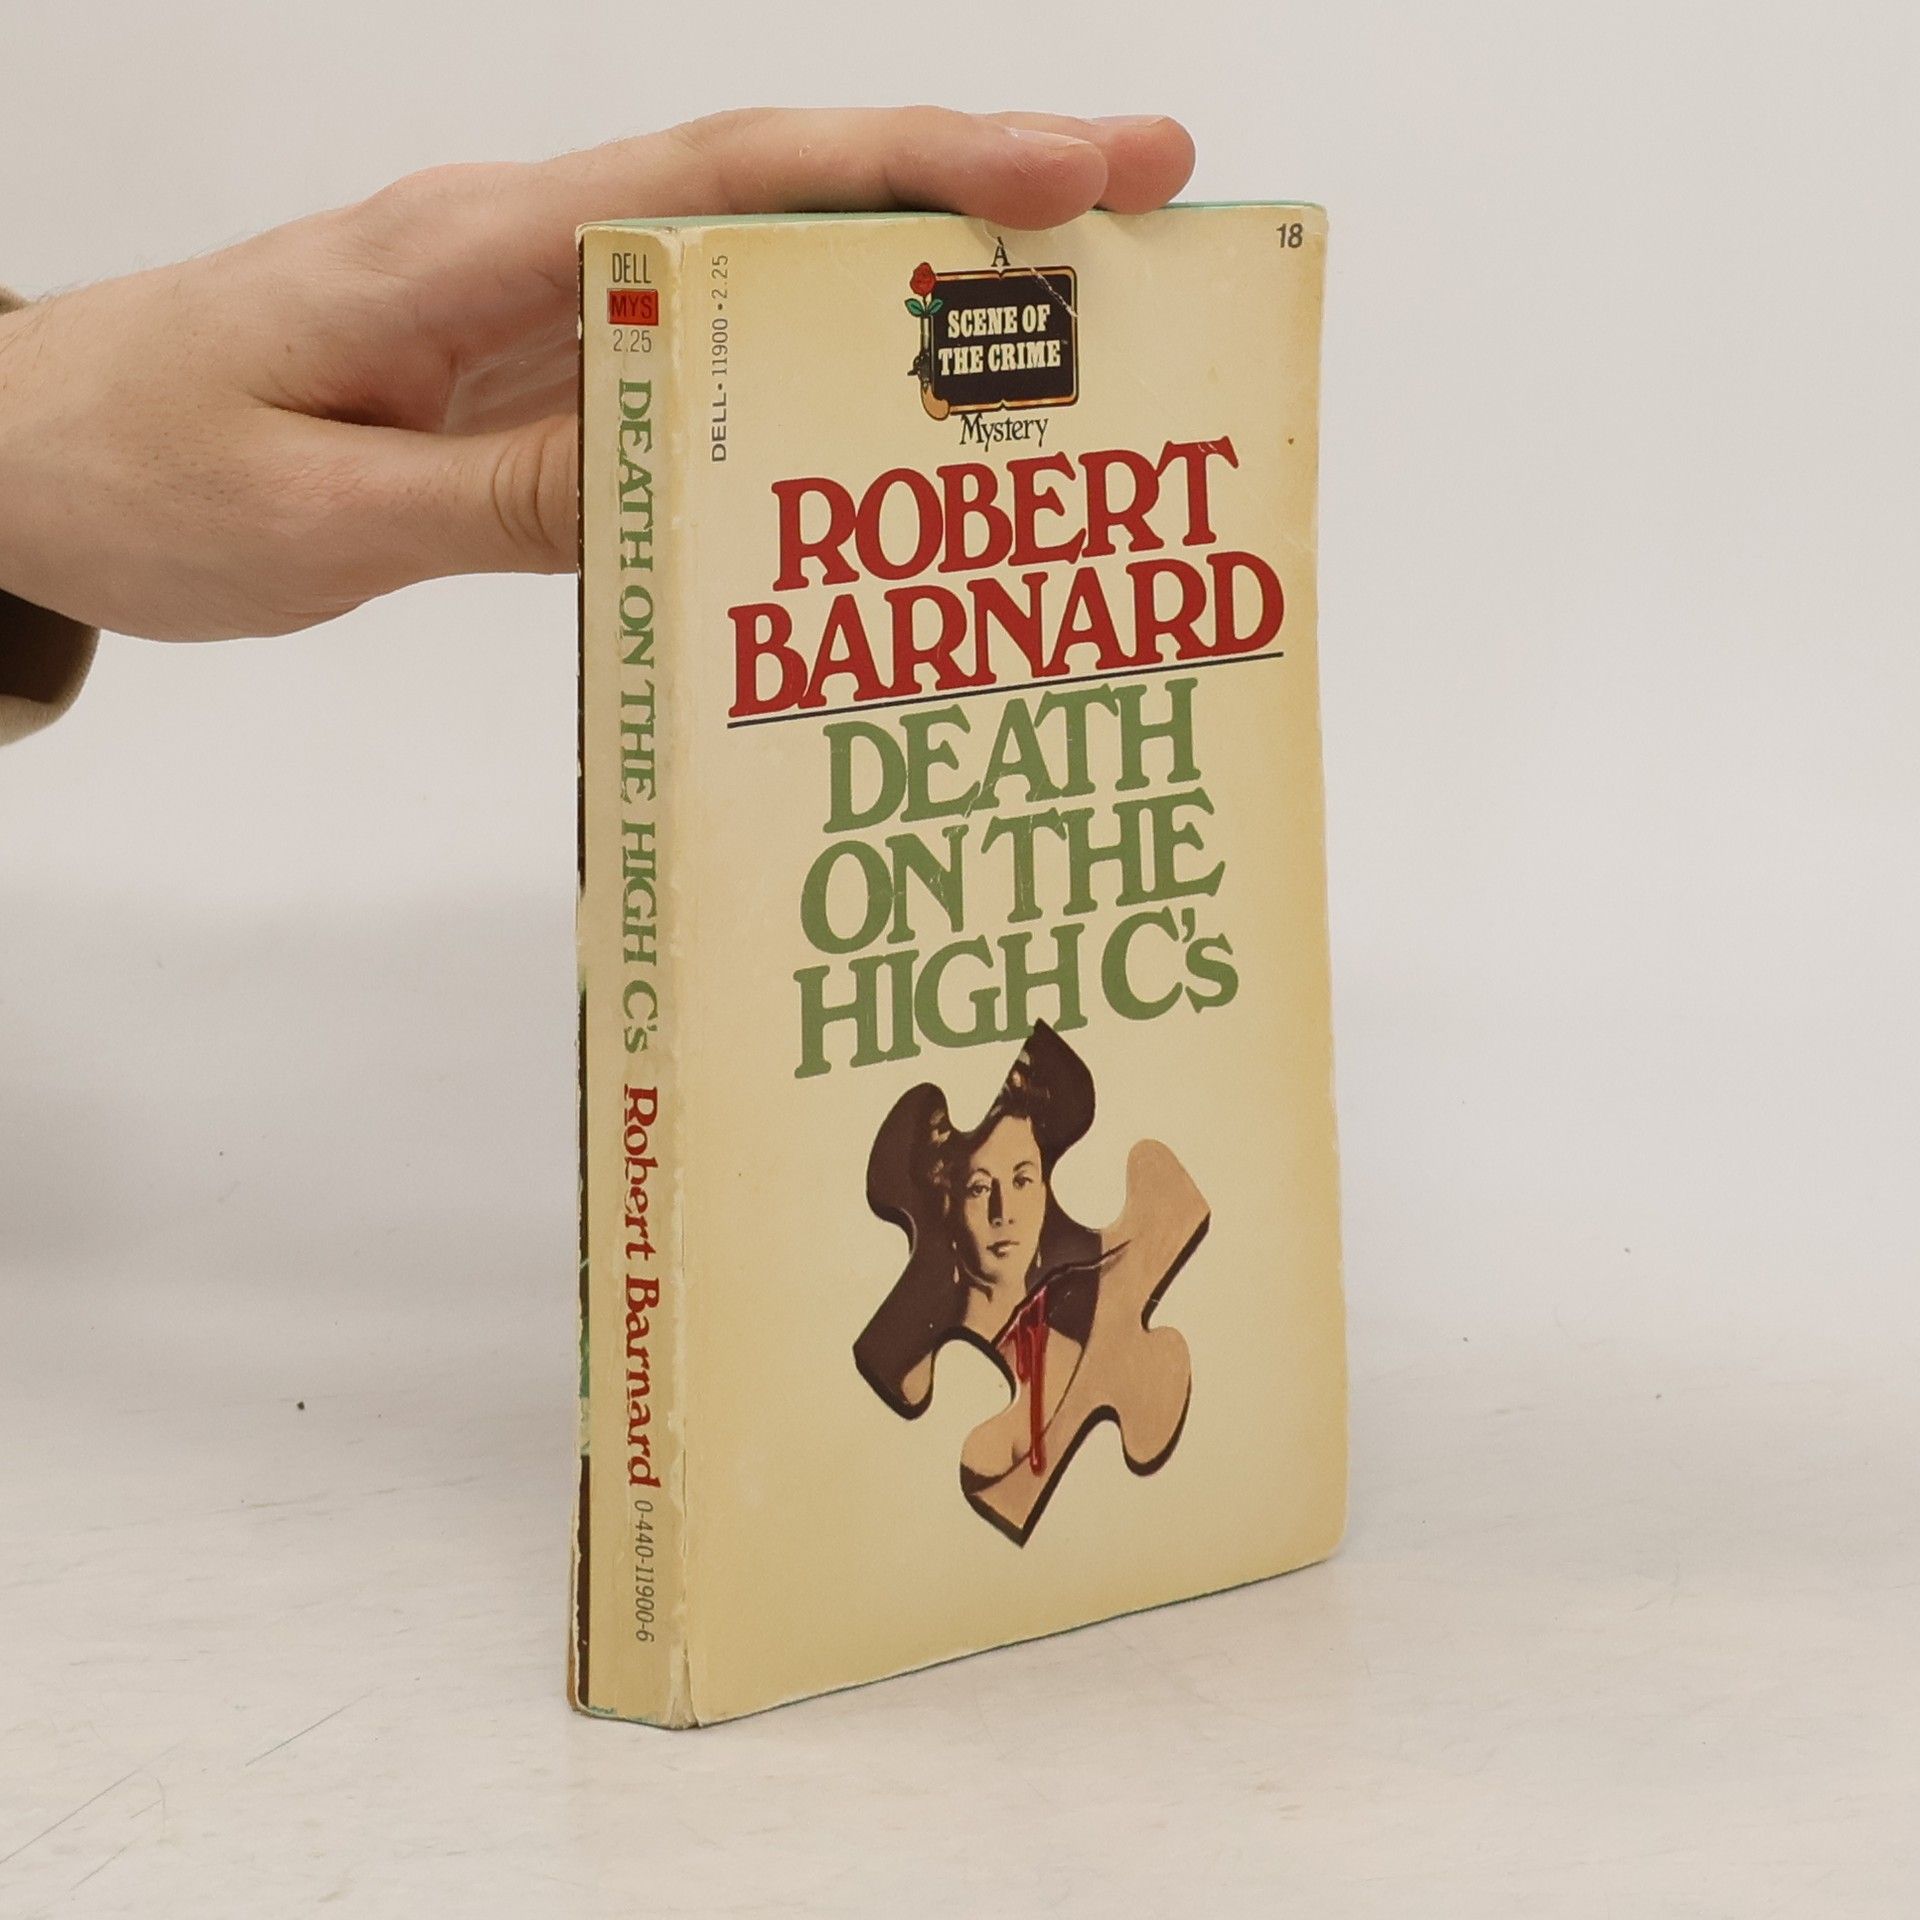 DELL
MYS
2.25
DEATH ON THE HIGH C's Robert Barnard 0-440-11900-6
DELL • 11900 • 2.25
18
A
SCENE OF
THE CRIME™
Mystery
ROBERT
BARNARD
DEATH
ON THE
HIGH C's